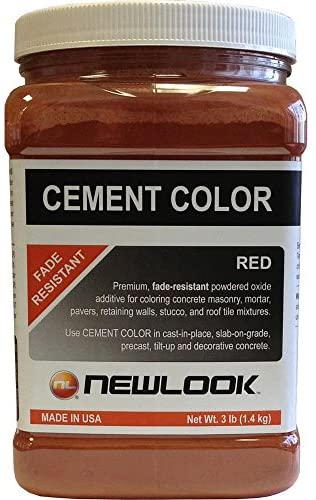 CEMENT COLOR
FADE
RESISTANT
RED
Premium, fade-resistant powdered oxide
additive for coloring concrete masonry, mortar,
pavers, retaining walls, stucco, and roof tile mixtures.
Use CEMENT COLOR in cast-in-place, slab-on-grade,
precast, tilt-up and decorative concrete.
NL NEWLOOK™
MADE IN USA
Net Wt. 3 lb (1.4 kg)